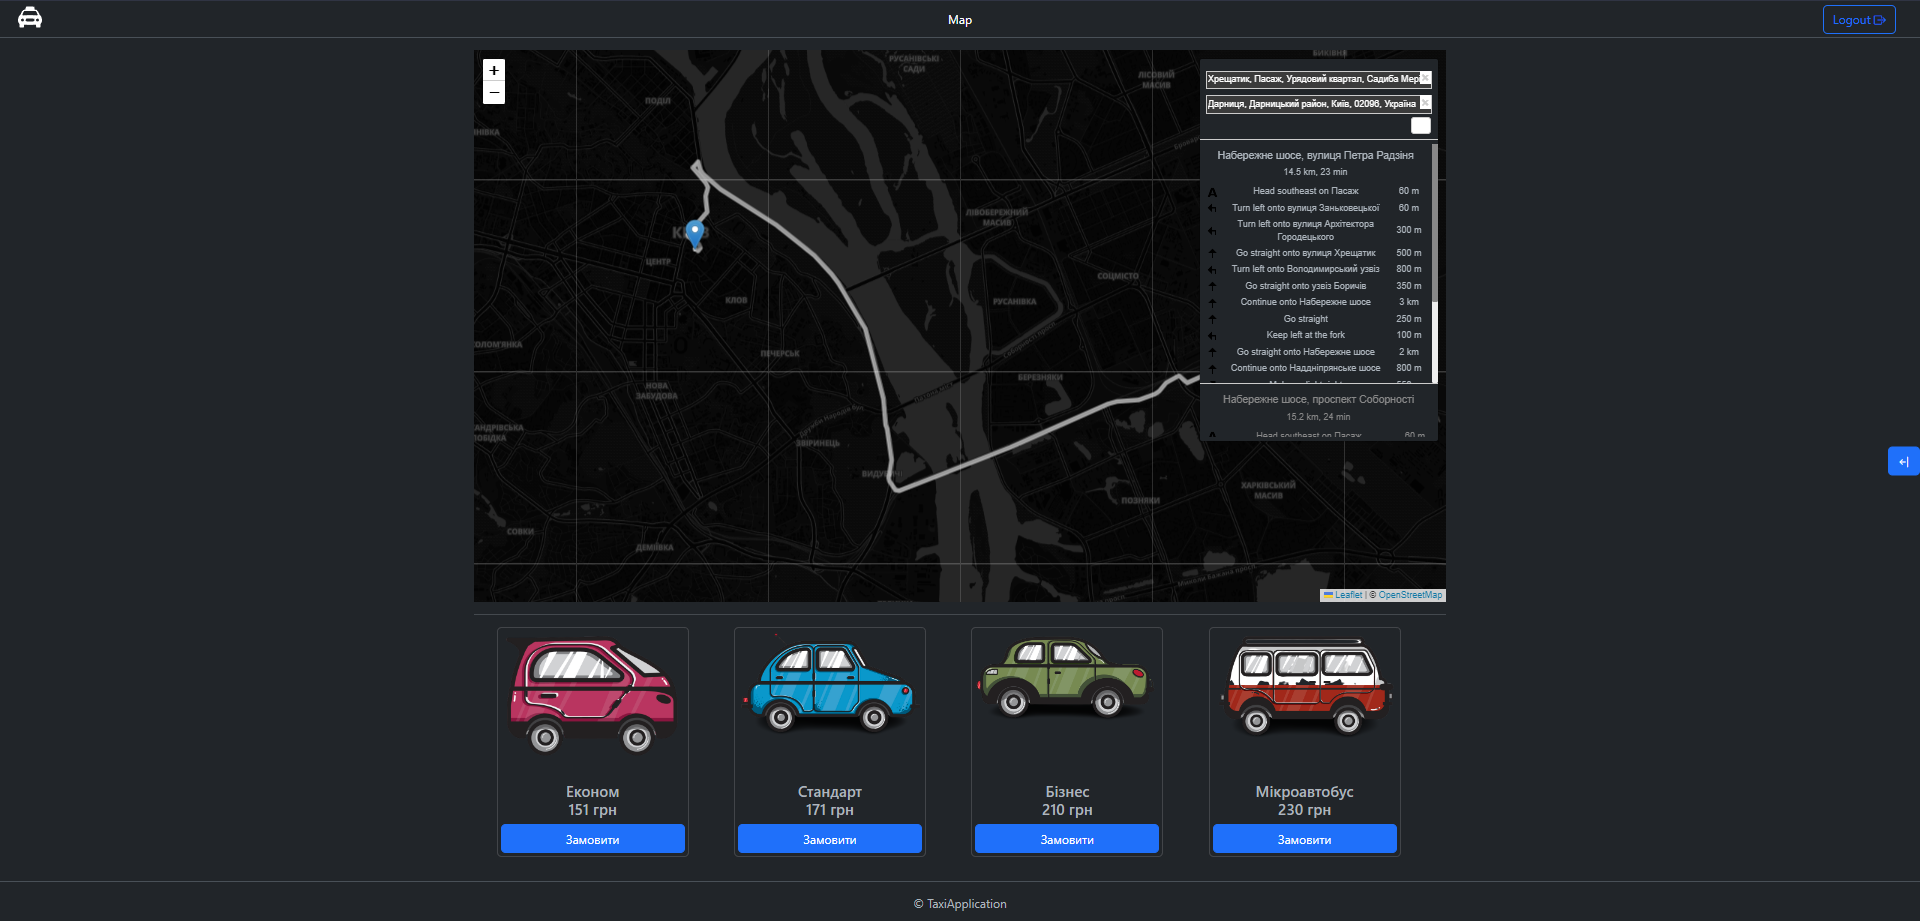 Map
Logout
+
−
РУСАНІВСЬКІ
САДИ
ЛІСОВИЙ
МАСИВ
ПОДІЛ
ЛІВОБЕРЕЖНИЙ
МАСИВ
ЦЕНТР
СОЦМІСТО
КЛОВ
РУСАНІВКА
ПЕЧЕРСЬК
БЕРЕЗНЯКИ
НОВА
ЗАБУДОВА
ЗВІРИНЕЦЬ
ХАРКІВСЬКИЙ
МАСИВ
ПОЗНЯКИ
СОВКИ
ДЕМІЇВКА
Хрещатик, Пасаж, Урядовий квартал, Садиба
Дарниця, Дарницький район, Київ, 02096, Україна
Набережне шосе, вулиця Петра Радзіня
14.5 km, 23 min
Head southeast on Пасаж 60 m
Turn left onto вулиця Заньковецької 60 m
Turn left onto вулиця Архітектора
Городецького 300 m
Go straight onto вулиця Хрещатик 500 m
Turn left onto Володимирський узвіз 800 m
Go straight onto узвіз Боричів 350 m
Continue onto Набережне шосе 3 km
Go straight 250 m
Keep left at the fork 100 m
Go straight onto Набережне шосе 2 km
Continue onto Наддніпрянське шосе 800 m
Набережне шосе, проспект Соборності
15.2 km, 24 min
Head southeast on Пасаж 60 m
Leaflet | © OpenStreetMap
Економ
151 грн
Замовити
Стандарт
171 грн
Замовити
Бізнес
210 грн
Замовити
Мікроавтобус
230 грн
Замовити
© TaxiApplication